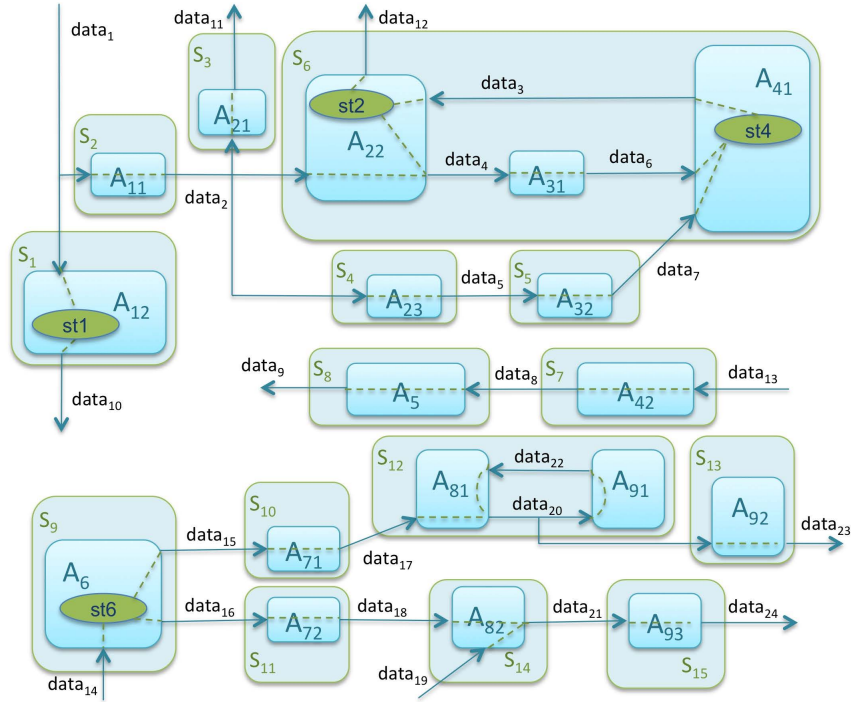 data₁
data₁₁
data₁₂
S₃
S₆
A₂₁
st2
A₂₂
data₃
A₄₁
st4
S₂
A₁₁
data₂
data₄
A₃₁
data₆
S₁
A₁₂
st1
S₄
A₂₃
data₅
S₅
A₃₂
data₇
data₁₀
data₉
S₈
A₅
data₈
S₇
A₄₂
data₁₃
S₁₂
A₈₁
data₂₂
data₂₀
A₉₁
S₁₃
A₉₂
data₂₃
S₉
A₆
st6
data₁₅
S₁₀
A₇₁
data₁₇
data₁₆
A₇₂
S₁₁
data₁₈
A₈₂
S₁₄
data₂₁
A₉₃
S₁₅
data₂₄
data₁₄
data₁₉